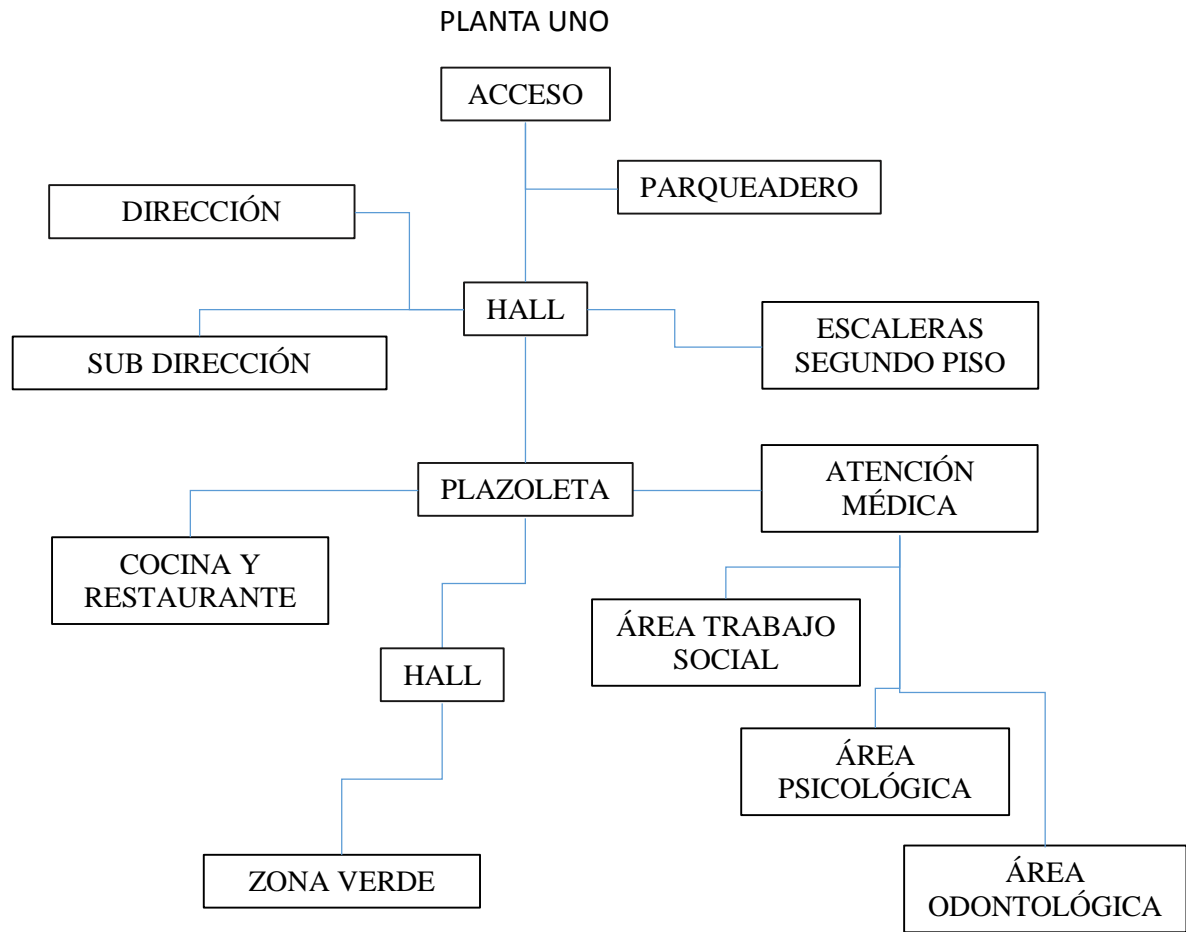 PLANTA UNO
ACCESO
PARQUEADERO
DIRECCIÓN
HALL
SUB DIRECCIÓN
ESCALERAS
SEGUNDO PISO
PLAZOLETA
ATENCIÓN
MÉDICA
COCINA Y
RESTAURANTE
ÁREA TRABAJO
SOCIAL
HALL
ÁREA
PSICOLÓGICA
ZONA VERDE
ÁREA
ODONTOLÓGICA